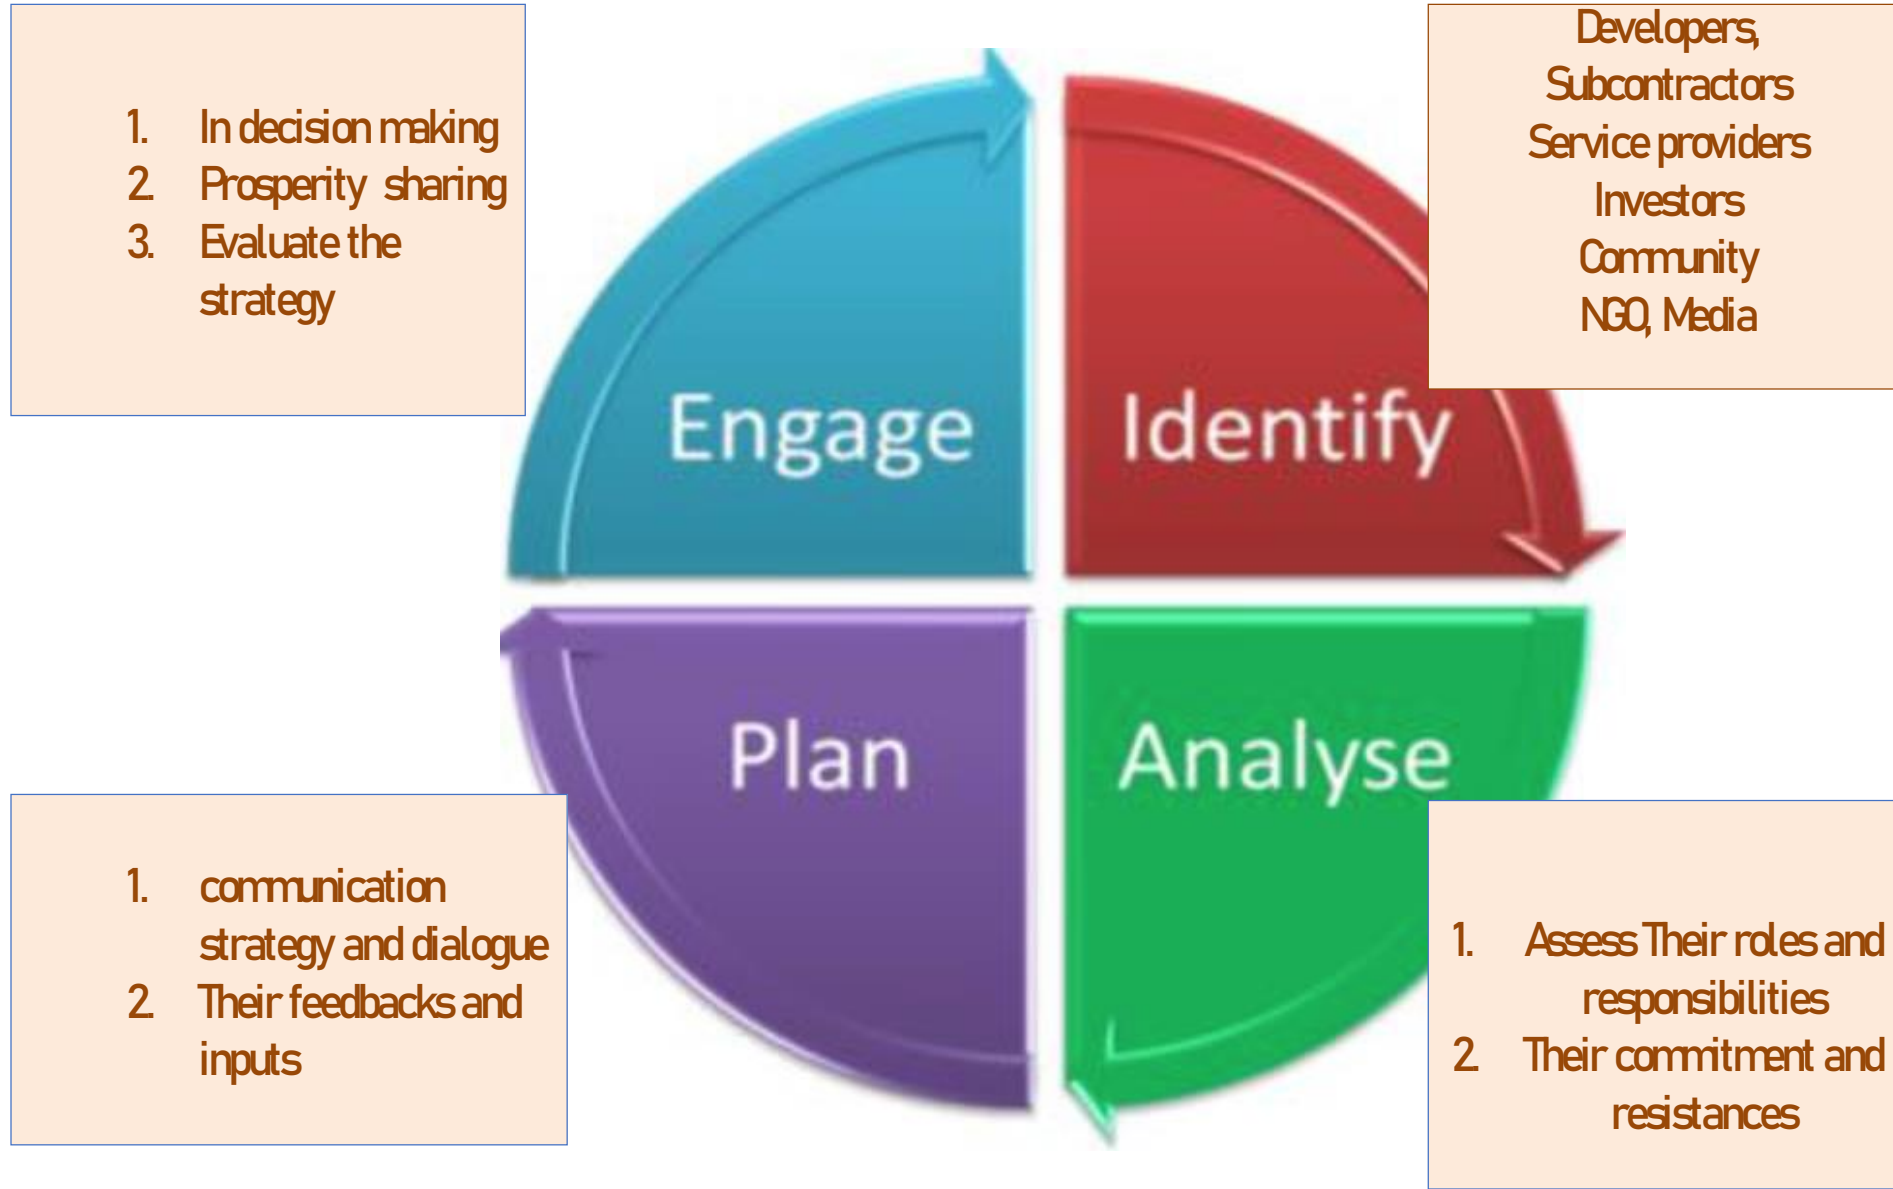 1. In decision making
2. Prosperity sharing
3. Evaluate the
strategy
Engage
Identify
Developers,
Subcontractors
Service providers
Investors
Community
NGO, Media
Plan
Analyse
1. communication
strategy and dialogue
2. Their feedbacks and
inputs
1. Assess Their roles and
responsibilities
2. Their commitment and
resistances